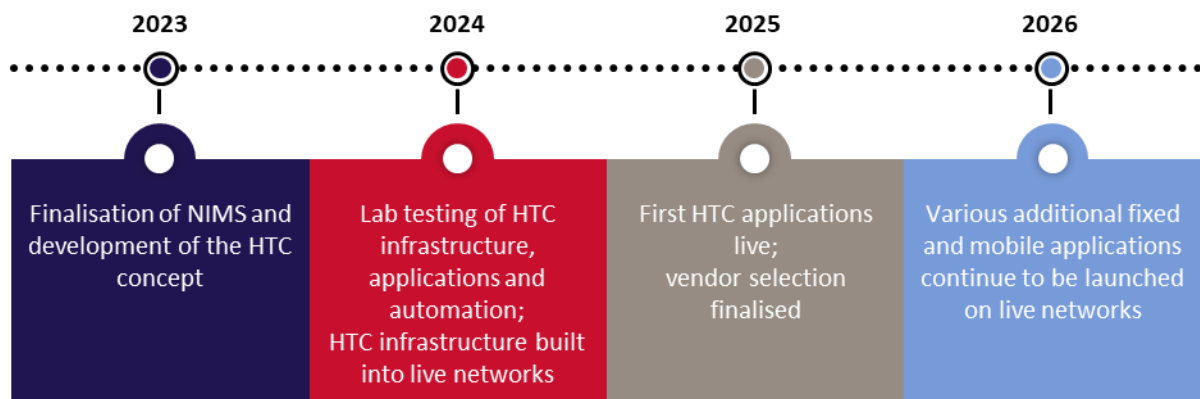 2023
2024
2025
2026
Finalisation of NIMS and
development of the HTC
concept
Lab testing of HTC
infrastructure,
applications and
automation;
HTC infrastructure built
into live networks
First HTC applications
live;
vendor selection
finalised
Various additional fixed
and mobile applications
continue to be launched
on live networks